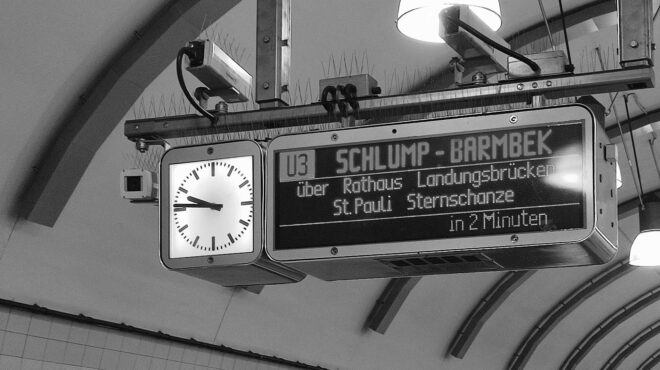 U3 SCHLUMP - BARMBEK
über Rathaus Landungsbrücken
St.Pauli Sternschanze
in 2 Minuten